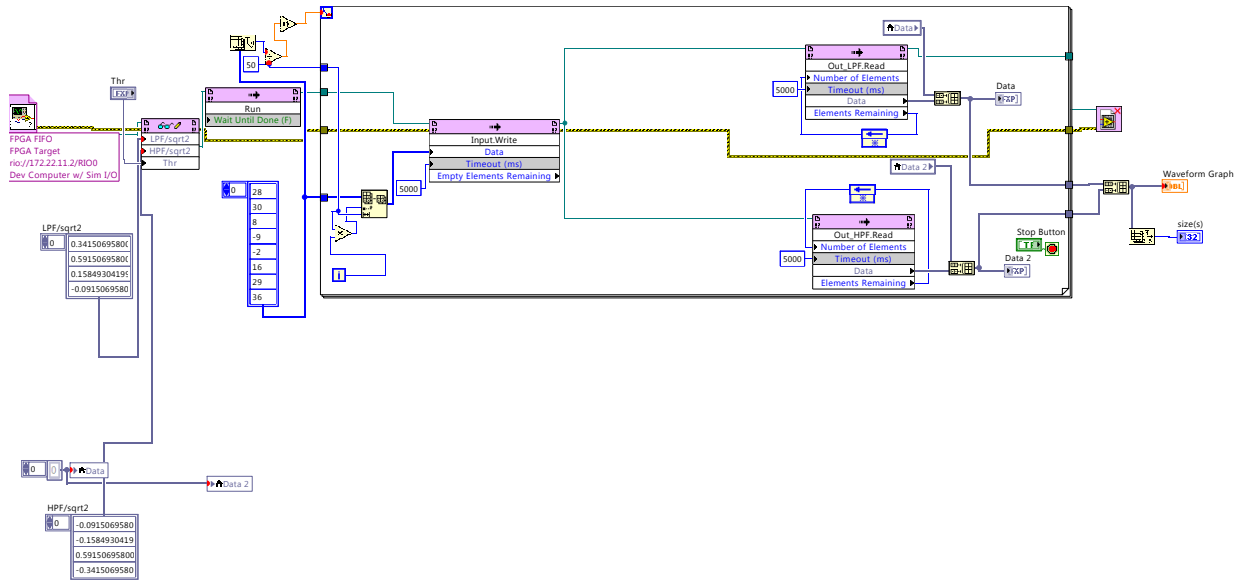 Data
50
Out_LPF.Read
Number of Elements
5000
Timeout (ms)
Data
Elements Remaining
Data
FXP
Thr
FXP
Run
Wait Until Done (F)
FPGA FIFO
FPGA Target
rio://172.22.11.2/RIO0
Dev Computer w/ Sim I/O
LPF/sqrt2
HPF/sqrt2
Thr
Input.Write
Data
Timeout (ms)
5000
Empty Elements Remaining
Data 2
Waveform Graph
size(s)
32
0
28
30
8
-9
-2
16
29
36
i
Out_HPF.Read
Number of Elements
5000
Timeout (ms)
Data
Elements Remaining
Stop Button
TF
Data 2
LPF/sqrt2
0
0.3415069580
0.5915069580
0.1584930419
-0.091506958
0
0
Data
Data 2
HPF/sqrt2
0
-0.0915069580
-0.1584930419
0.59150695800
-0.3415069580